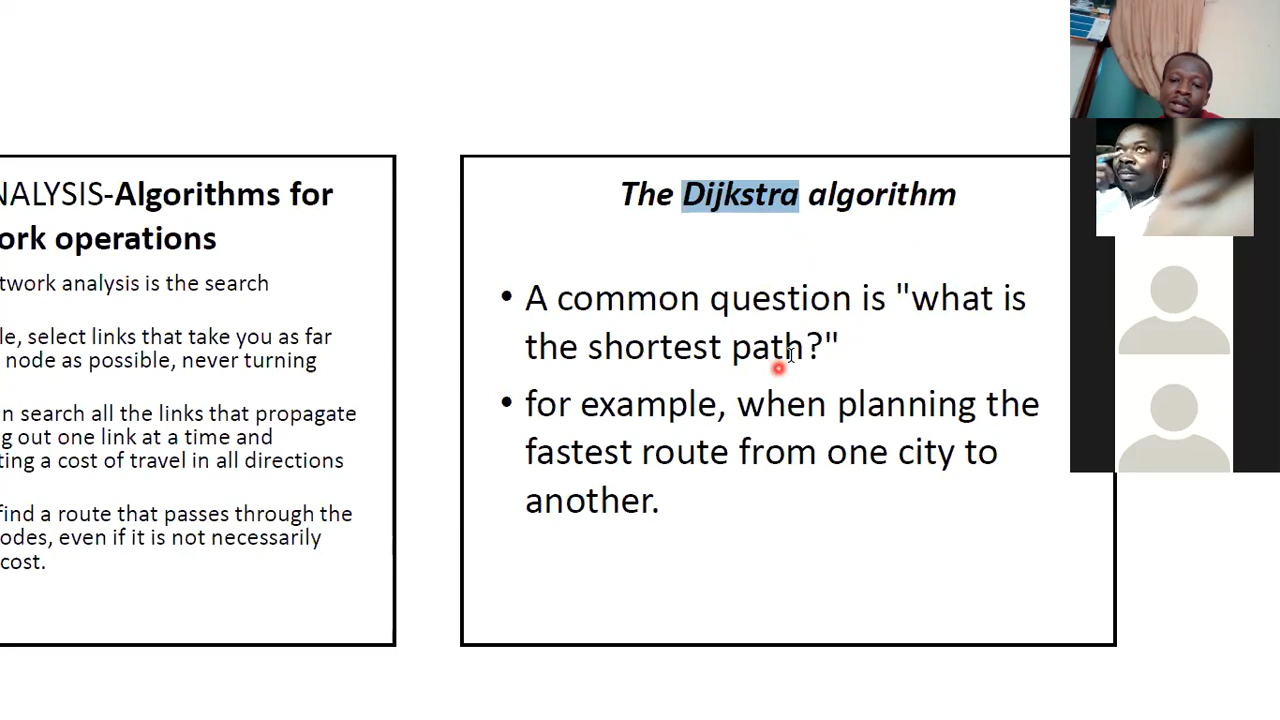 NALYSIS-Algorithms for
ork operations
twork analysis is the search
le, select links that take you as far
node as possible, never turning
n search all the links that propagate
g out one link at a time and
ting a cost of travel in all directions
find a route that passes through the
odes, even if it is not necessarily
cost.
The Dijkstra algorithm
• A common question is "what is
the shortest path?"
• for example, when planning the
fastest route from one city to
another.